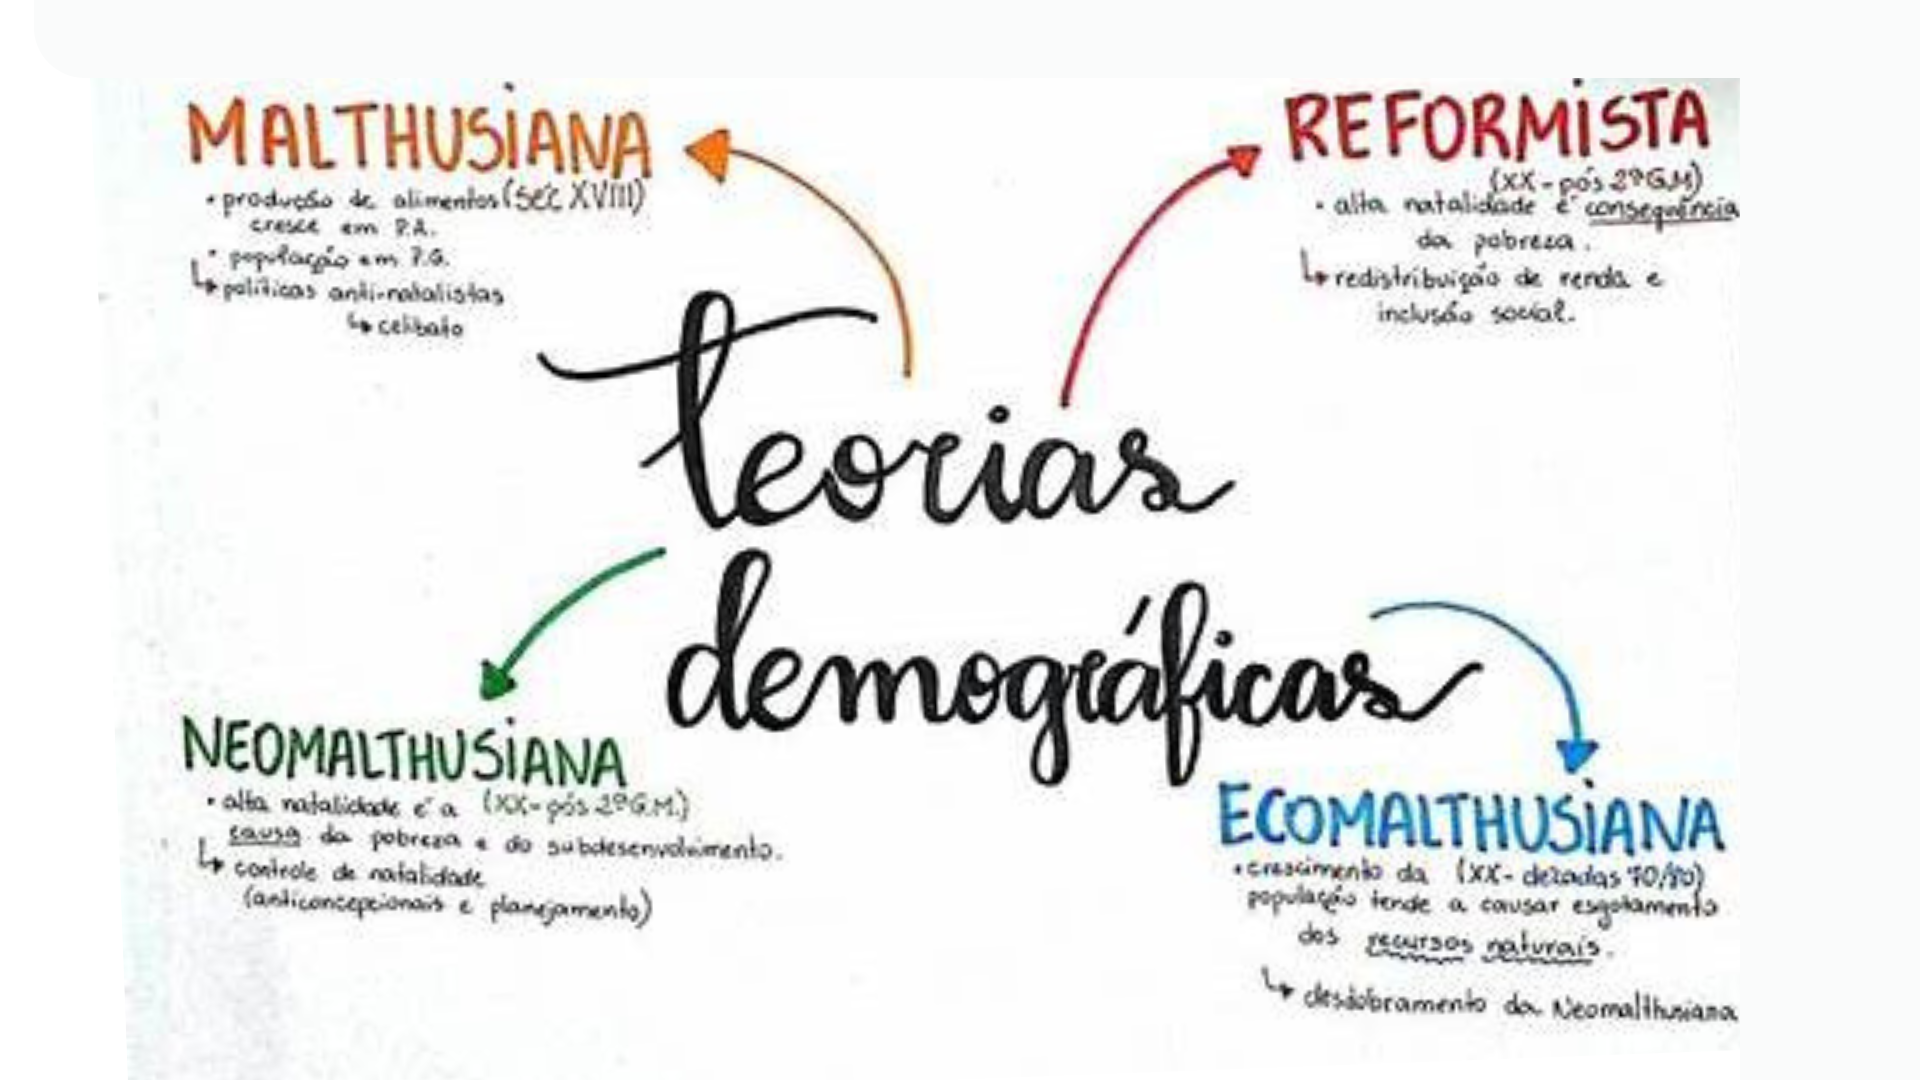 MALTHUSiANA
• produção de alimentos (SÉC XVIII)
cresce em P.A.
• população em P.G.
↳ políticas anti-natalistas
↳ celibato
REFORMiSTA
(XX - pós 2ª G.M)
• alta natalidade é consequência
da pobreza.
↳ redistribuição de renda e
inclusão social.
teorias
demográficas
NEOMALTHUSiANA
• alta natalidade é a (XX - pós 2ª G.M.)
causa da pobreza e do subdesenvolvimento.
↳ controle de natalidade
(anticoncepcionais e planejamento)
ECOMALTHUSiANA
• crescimento da (XX - décadas 70/80)
população tende a causar esgotamento
dos recursos naturais.
↳ desdobramento da Neomalthusiana